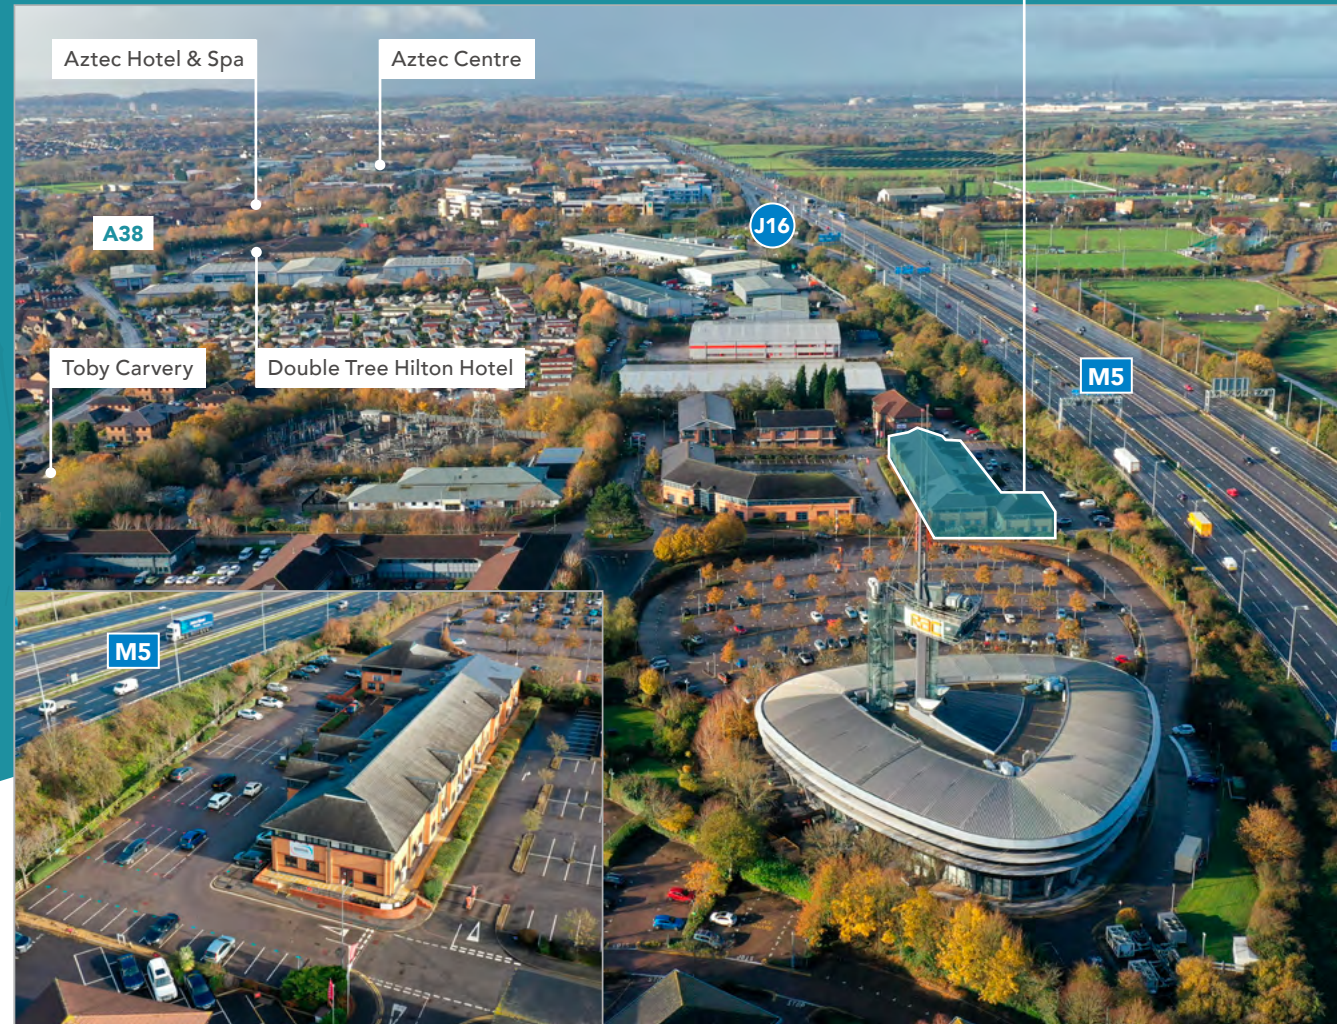 Aztec Hotel & Spa
Aztec Centre
A38
J16
Toby Carvery
Double Tree Hilton Hotel
M5
RAC
M5